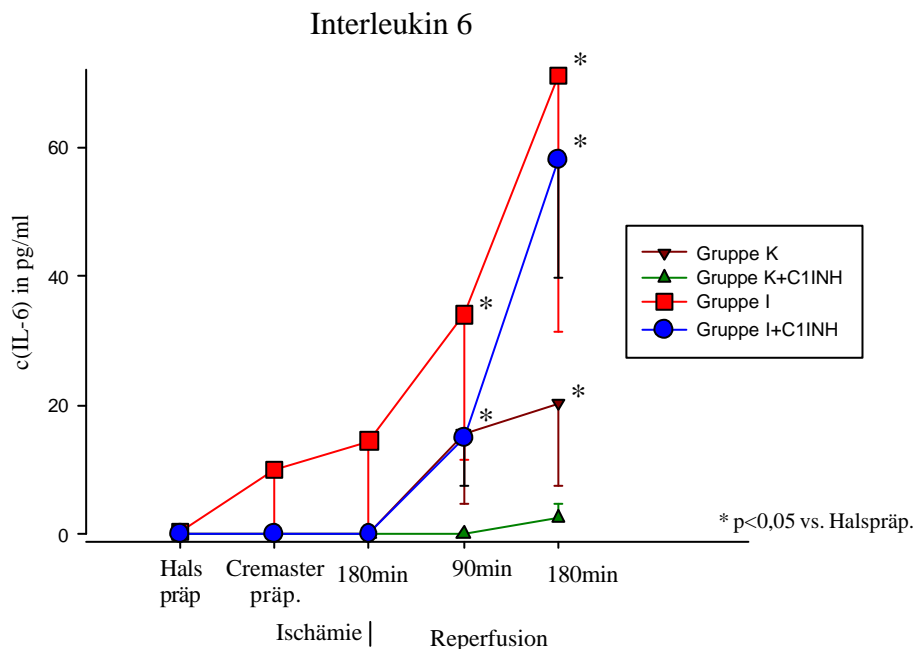 Interleukin 6
*
*
60
c(IL-6) in pg/ml
Gruppe K
Gruppe K+C1INH
Gruppe I
Gruppe I+C1INH
40
*
20
*
*
0
* p<0,05 vs. Halspräp.
Hals
präp
Cremaster
präp.
180min
90min
180min
Ischämie |
Reperfusion